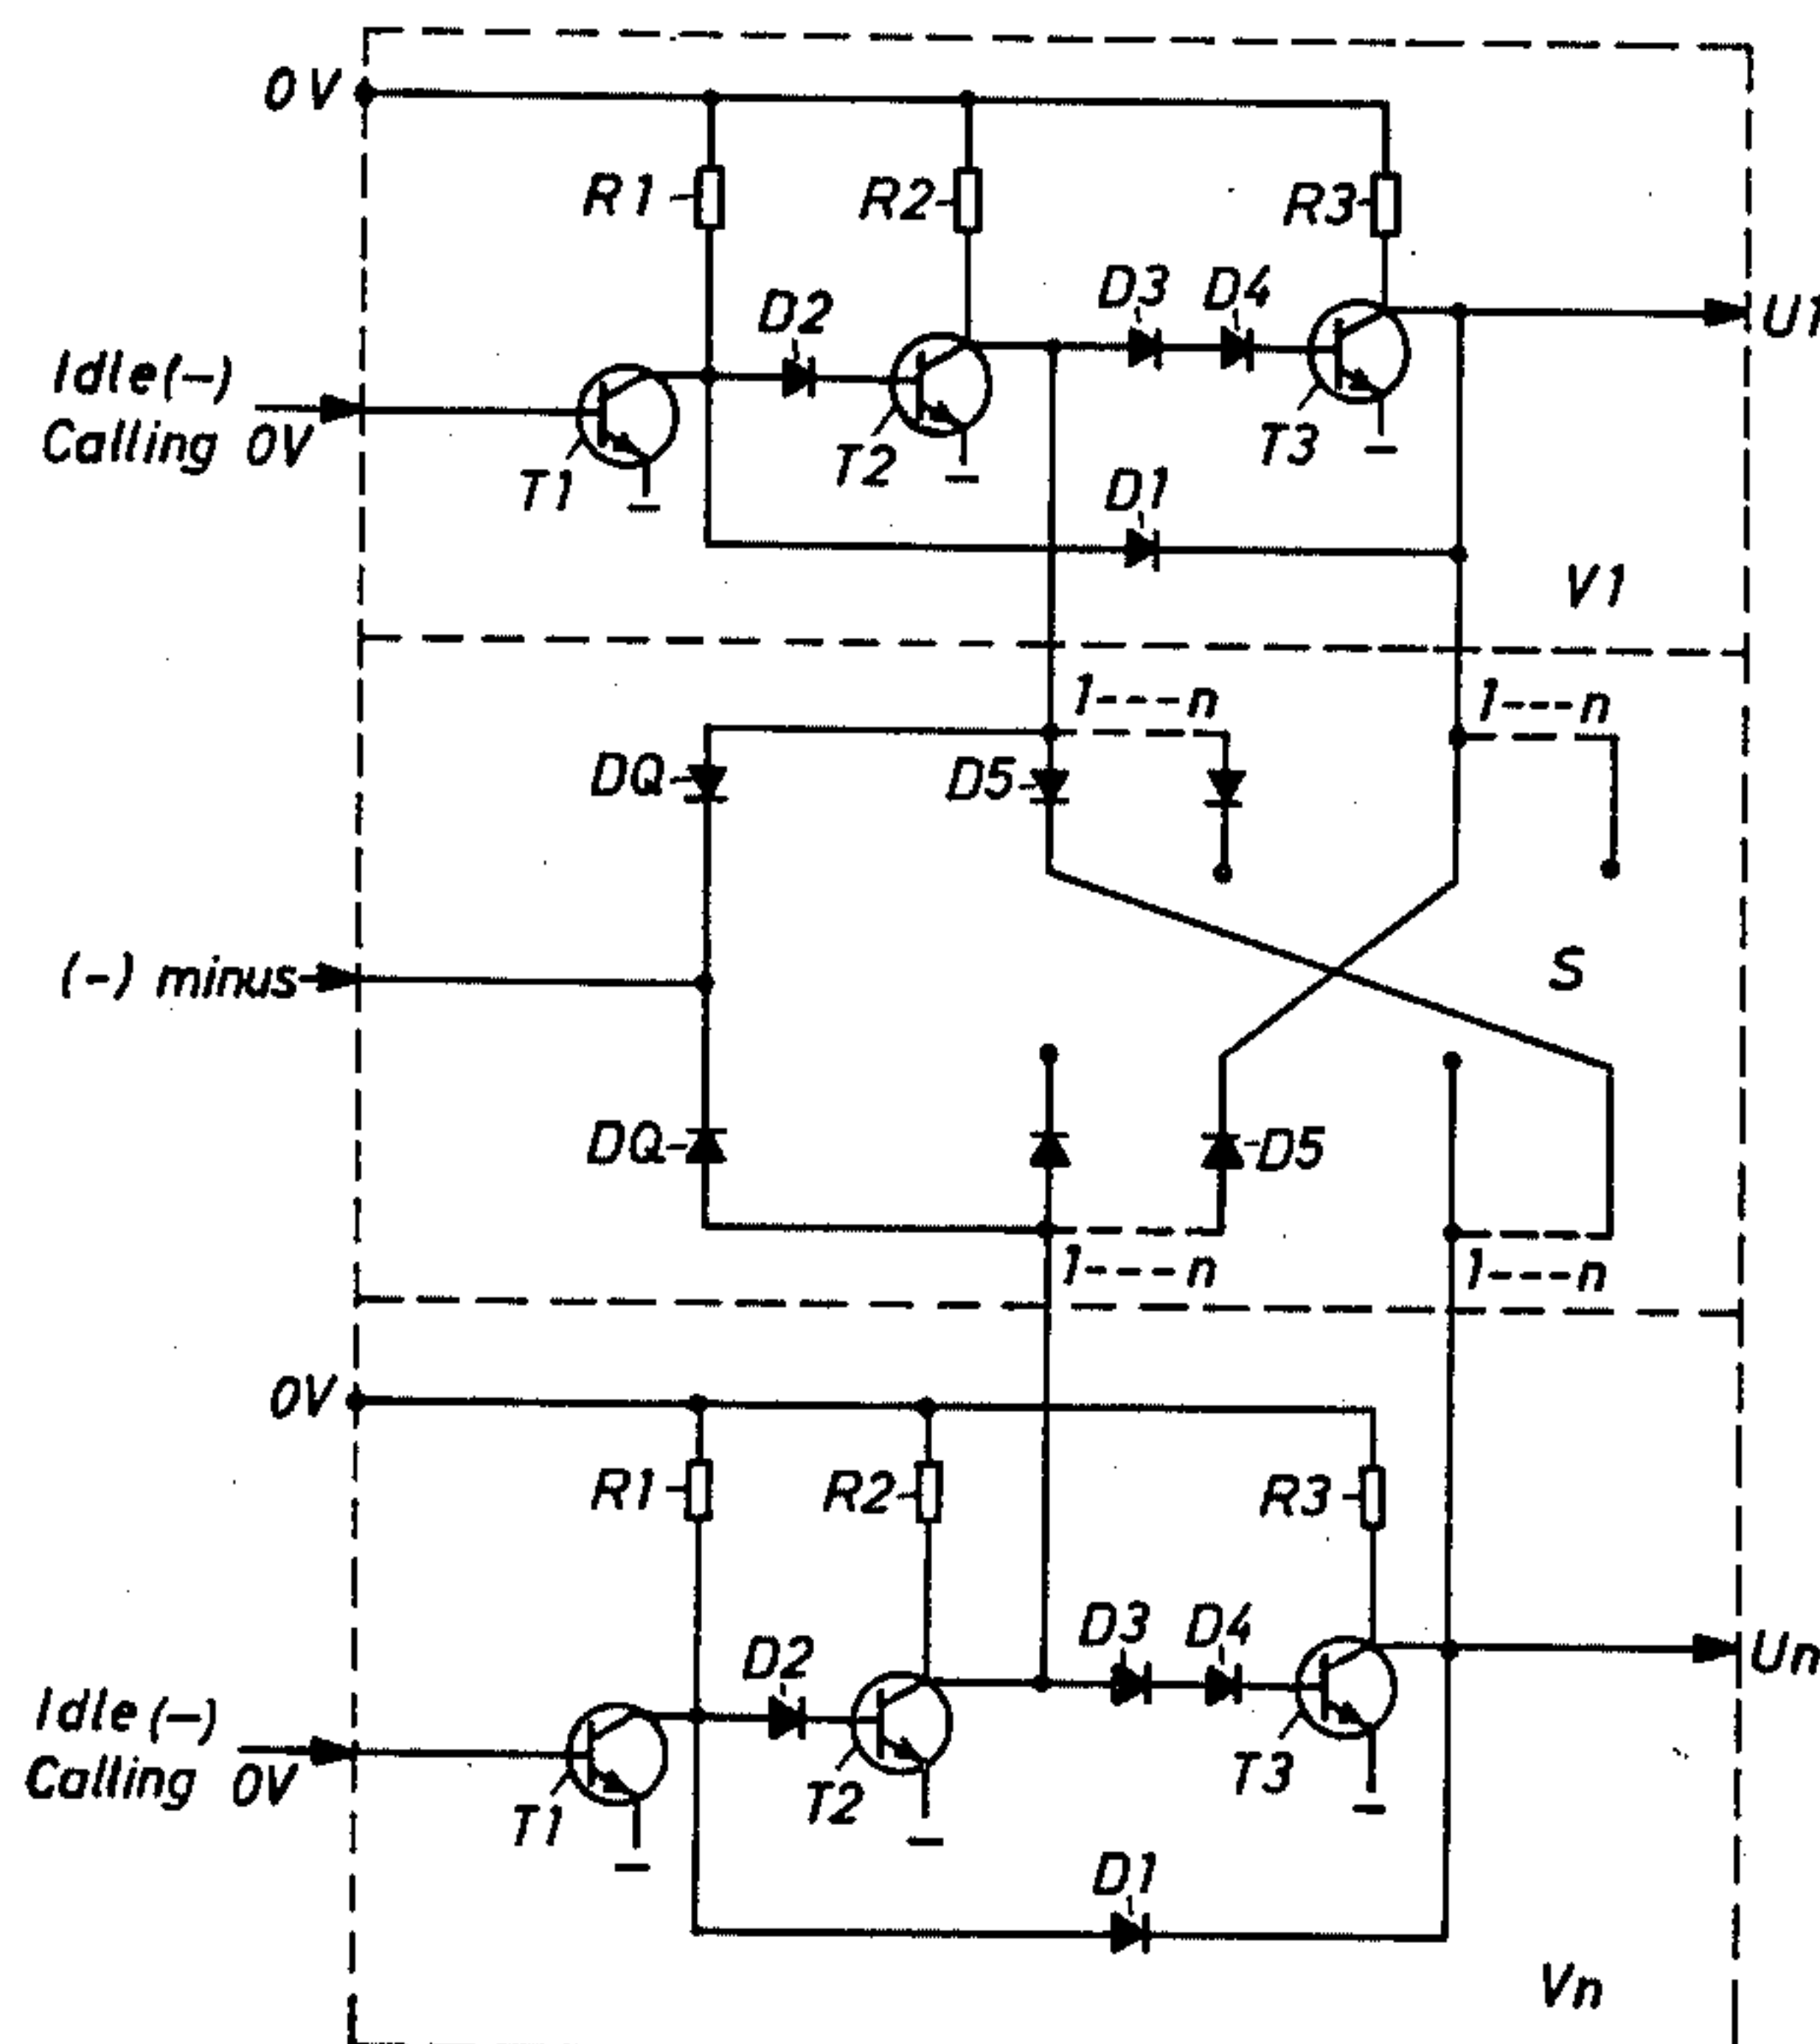 0V
R1
R2
R3
D2
D3
D4
U1
Idle(-)
Calling 0V
T1
T2
T3
D1
V1
1---n
1---n
DQ
D5
(-) minus
S
DQ
D5
1----n
1---n
0V
R1
R2
R3
D2
D3
D4
Un
Idle(-)
Calling 0V
T1
T2
T3
D1
Vn